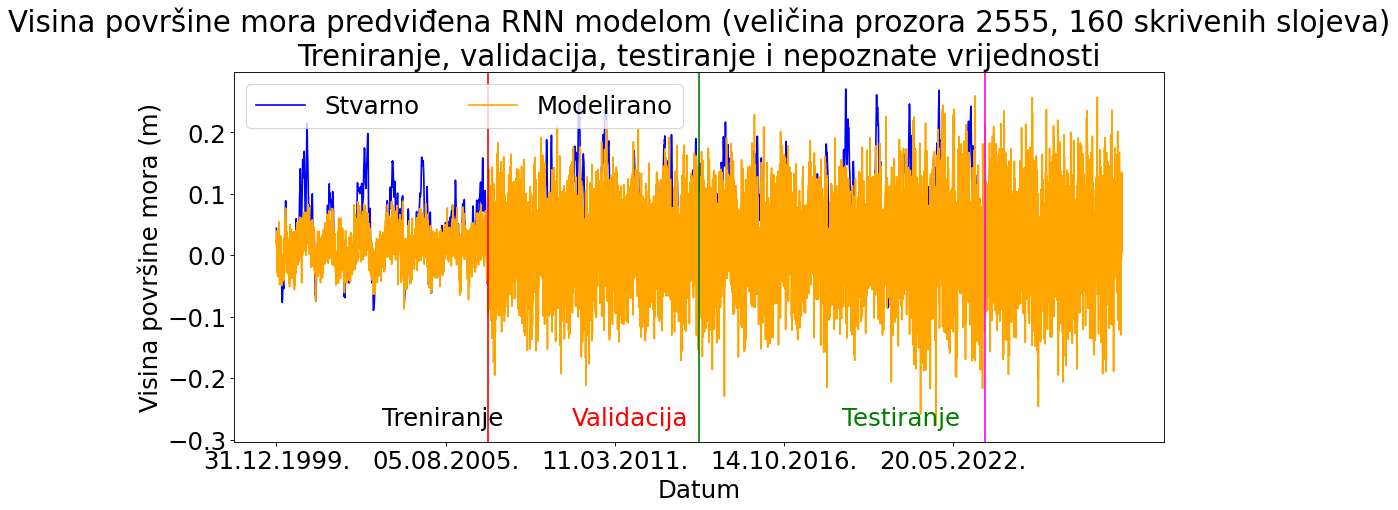 Visina površine mora predviđena RNN modelom (veličina prozora 2555, 160 skrivenih slojeva)
Treniranje, validacija, testiranje i nepoznate vrijednosti
Stvarno Modelirano
Visina površine mora (m)
0.2
0.1
0.0
−0.1
−0.2
−0.3
Treniranje Validacija Testiranje
31.12.1999. 05.08.2005. 11.03.2011. 14.10.2016. 20.05.2022.
Datum